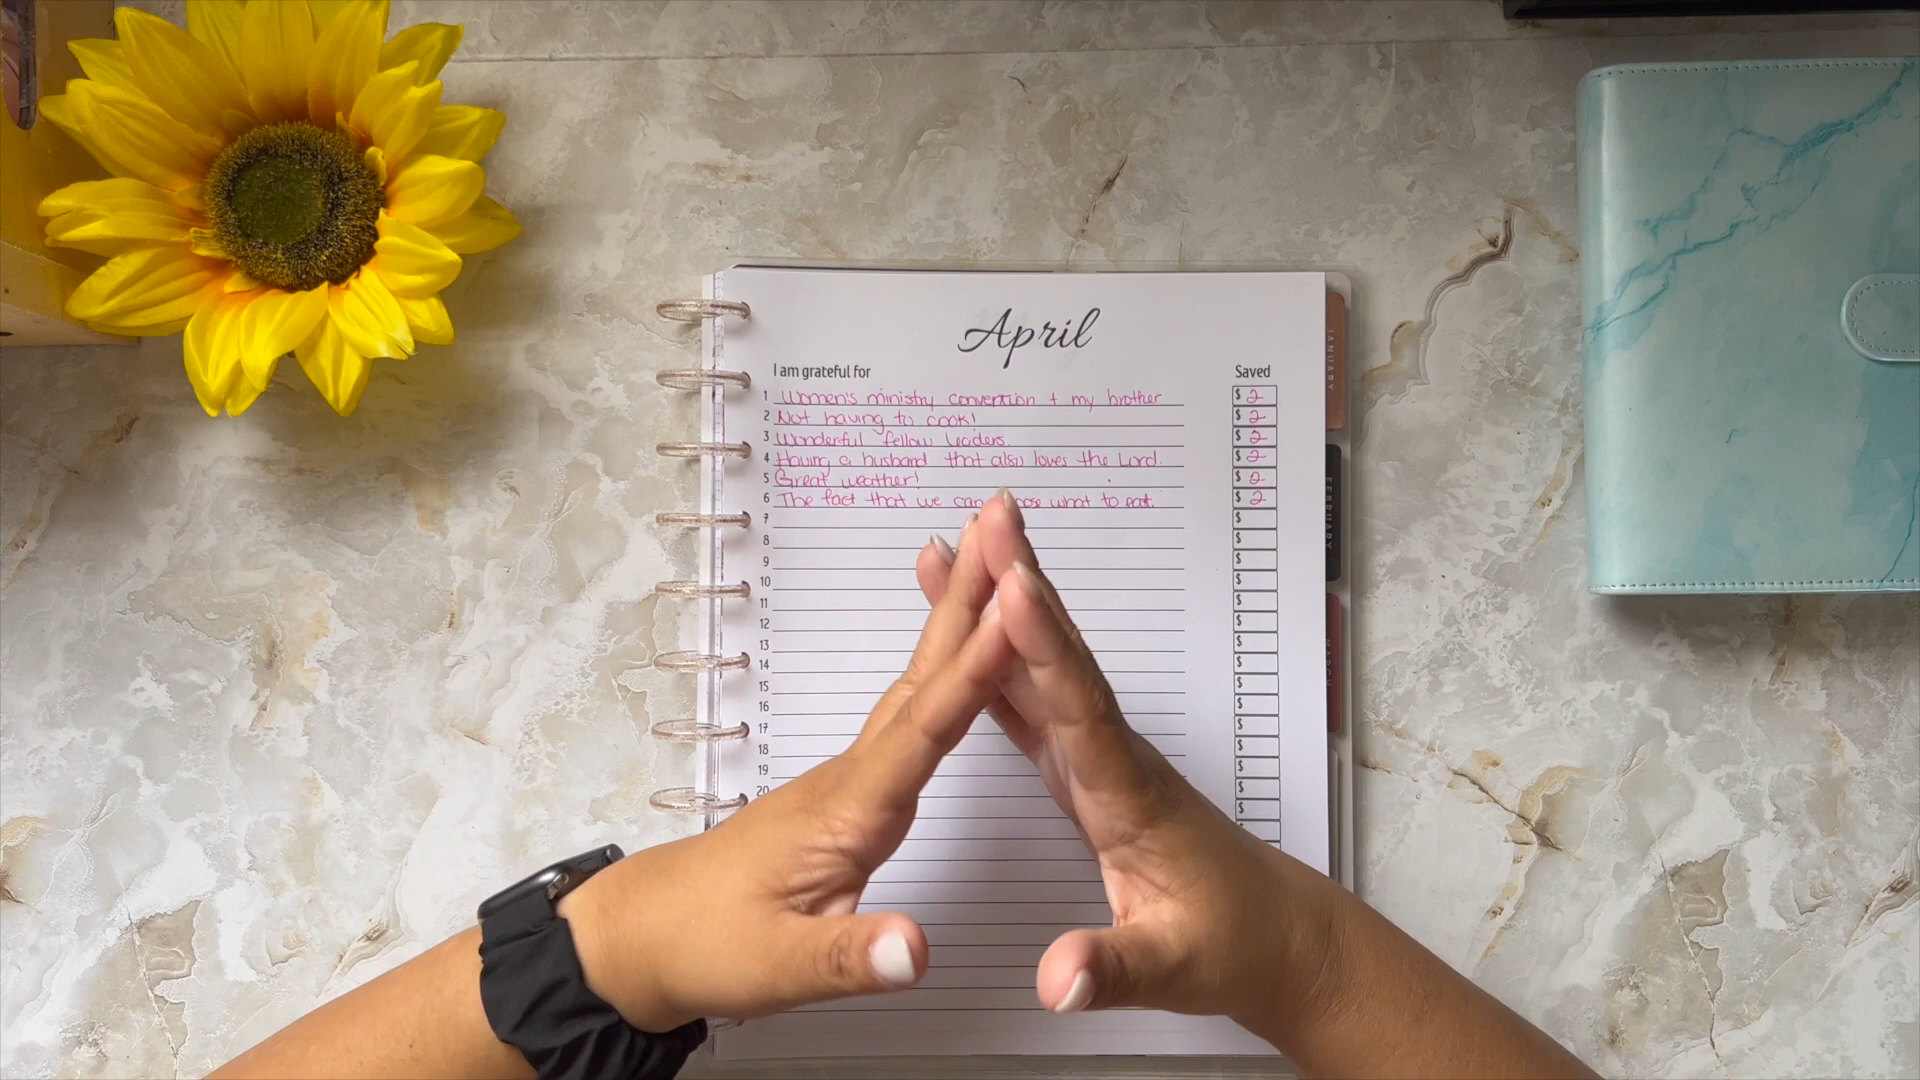 April
I am grateful for Saved
1 Women's ministry convention + my brother $ 2
2 Not having to cook! $ 2
3 Wonderful fellow leaders. $ 2
4 Having a husband that also loves the Lord. $ 2
5 Great weather! $ 2
6 The fact that we can what to eat. $ 2
7 $
8 $
9 $
10 $
11 $
12 $
13 $
14 $
15 $
16 $
17 $
18 $
19 $
20 $
JANUARY
FEBRUARY
MARCH